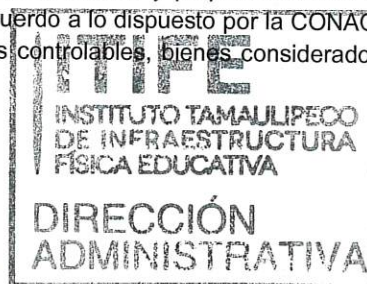 uerdo a lo dispuesto por la CONAC
s controlables, bienes considerado
ITIFE
INSTITUTO TAMAULIPECO
DE INFRAESTRUCTURA
FÍSICA EDUCATIVA
DIRECCIÓN
ADMINISTRATIVA